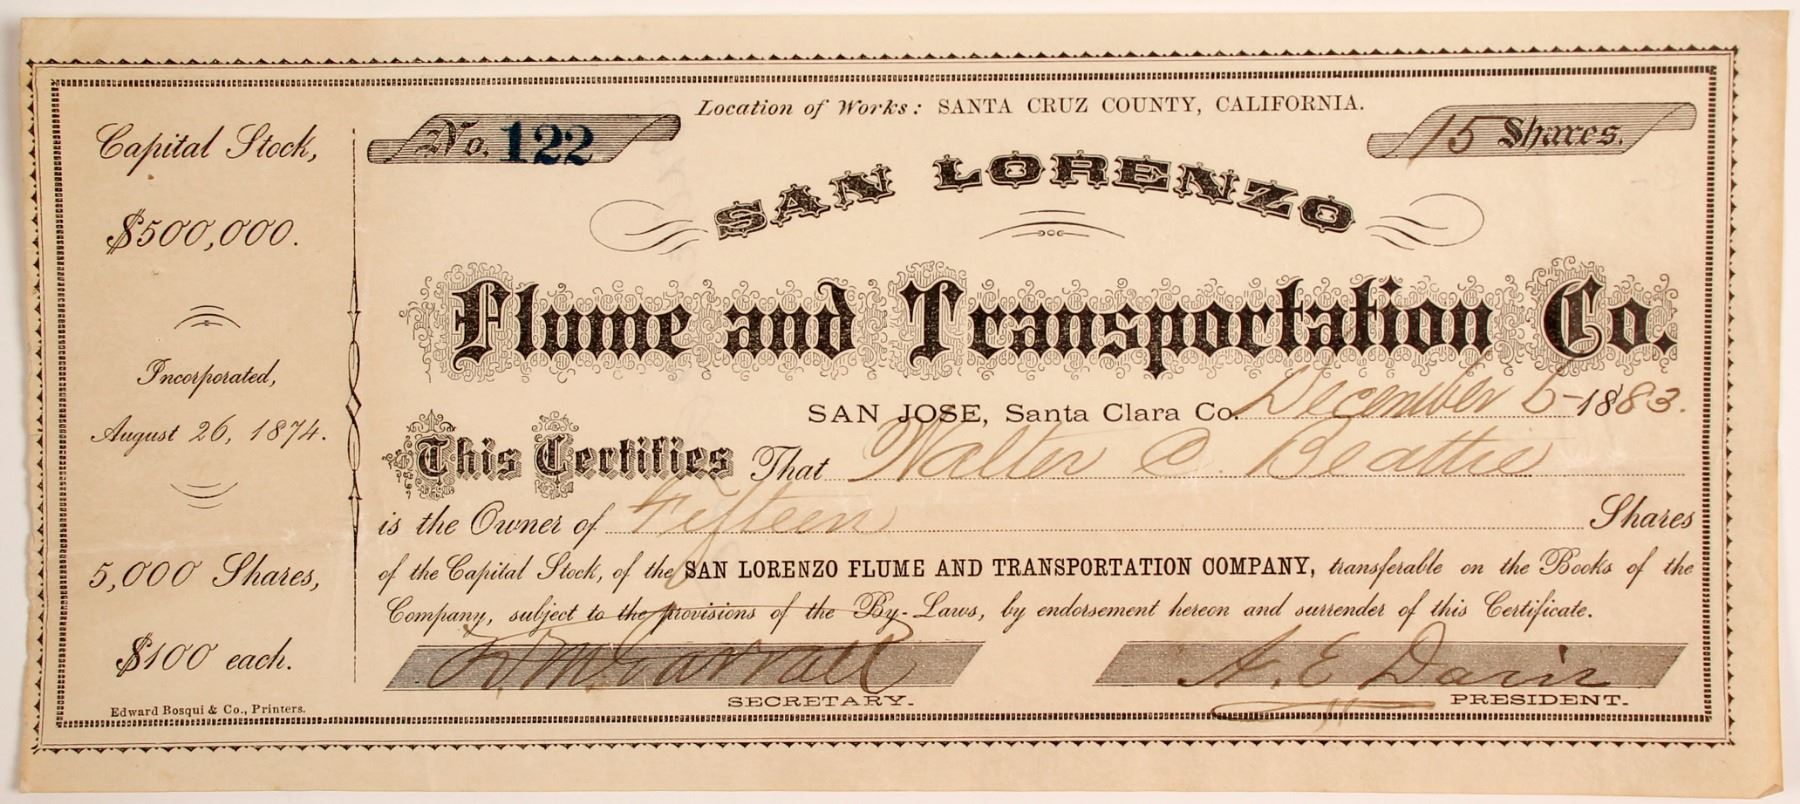 Location of Works: SANTA CRUZ COUNTY, CALIFORNIA.
No. 122
15 Shares.
SAN LORENZO
Flume and Transportation Co.
SAN JOSE, Santa Clara Co. December 6 - 1883.
This Certifies That Walter C. Beattie
is the Owner of Fifteen Shares
of the Capital Stock, of the SAN LORENZO FLUME AND TRANSPORTATION COMPANY, transferable on the Books of the
Company, subject to the provisions of the By-Laws, by endorsement hereon and surrender of this Certificate.
A. E. Davis
SECRETARY.
PRESIDENT.
Capital Stock,
$500,000.
Incorporated,
August 26, 1874.
5,000 Shares,
$100 each.
Edward Bosqui & Co., Printers.